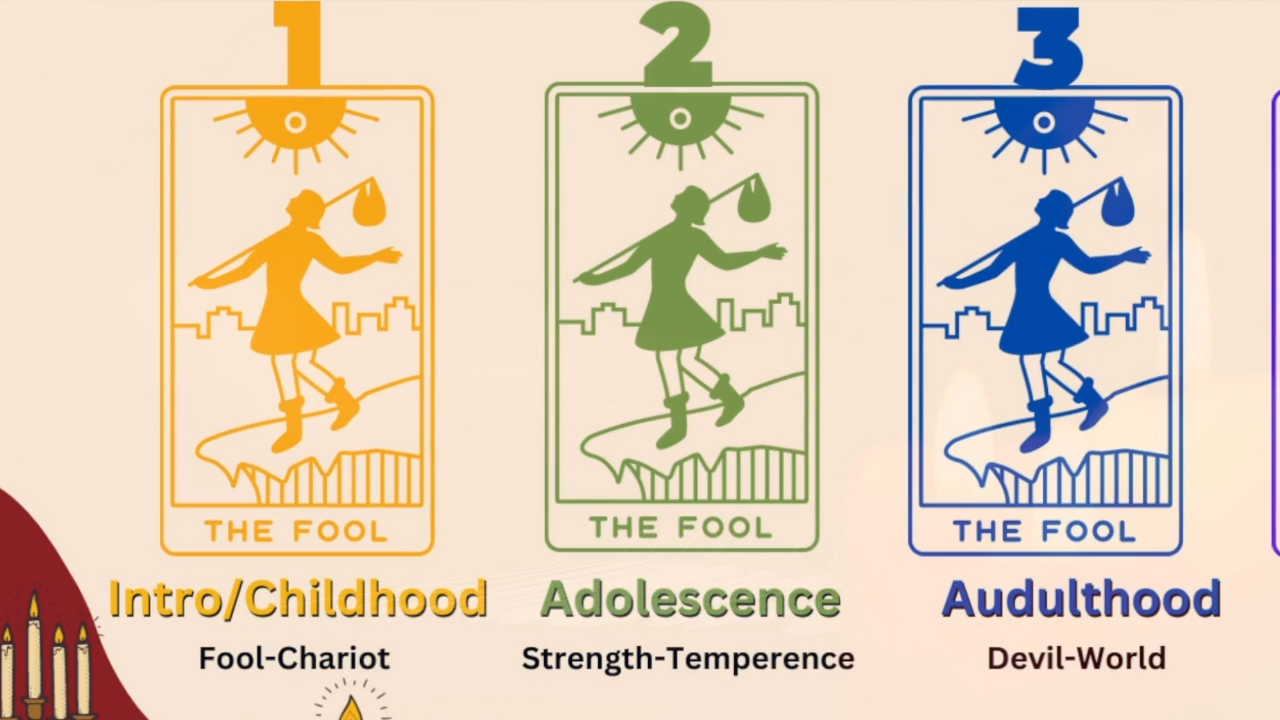 1
2
3
THE FOOL
THE FOOL
THE FOOL
Intro/Childhood
Adolescence
Audulthood
Fool-Chariot
Strength-Temperence
Devil-World